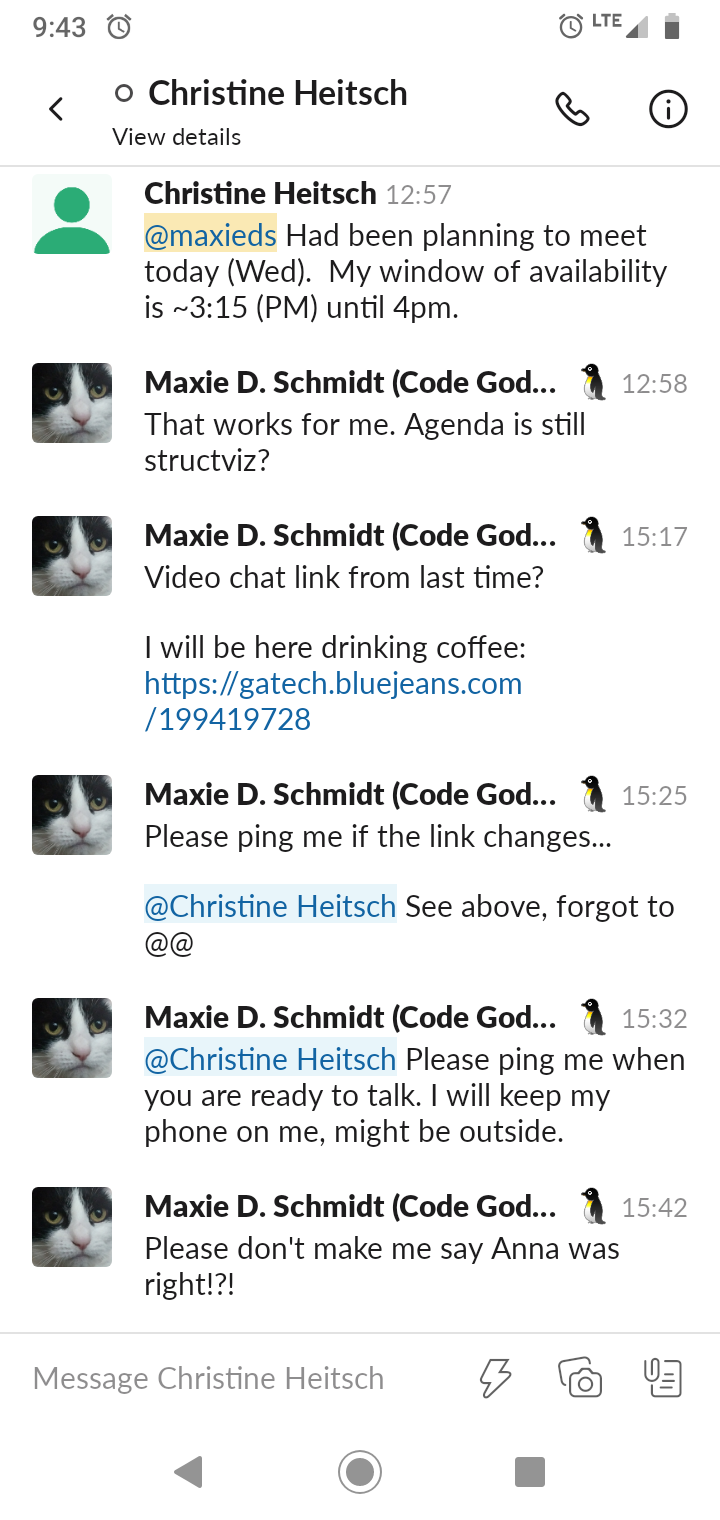 9:43
LTE
Christine Heitsch
View details
Christine Heitsch 12:57
@maxieds Had been planning to meet
today (Wed).  My window of availability
is ~3:15 (PM) until 4pm.
Maxie D. Schmidt (Code God... 12:58
That works for me. Agenda is still
structviz?
Maxie D. Schmidt (Code God... 15:17
Video chat link from last time?
I will be here drinking coffee:
https://gatech.bluejeans.com
/199419728
Maxie D. Schmidt (Code God... 15:25
Please ping me if the link changes...
@Christine Heitsch See above, forgot to
@@
Maxie D. Schmidt (Code God... 15:32
@Christine Heitsch Please ping me when
you are ready to talk. I will keep my
phone on me, might be outside.
Maxie D. Schmidt (Code God... 15:42
Please don't make me say Anna was
right!?!
Message Christine Heitsch